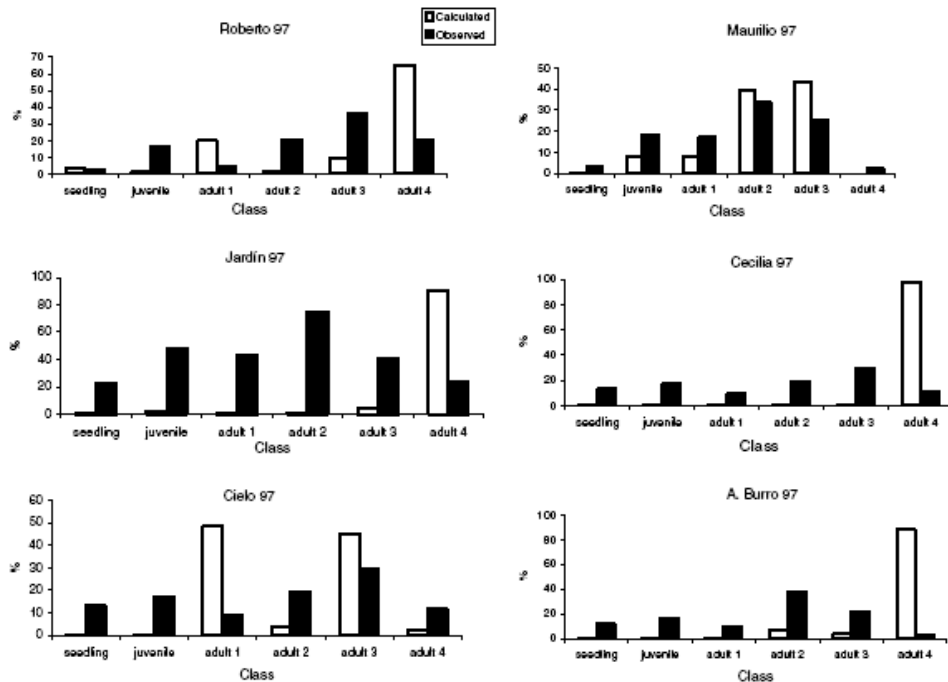 Calculated
Observed
Roberto 97
70
60
50
40
30
20
10
0
%
seedling juvenile adult 1 adult 2 adult 3 adult 4
Class
Maurilio 97
50
40
30
20
10
0
%
seedling juvenile adult 1 adult 2 adult 3 adult 4
Class
Jardín 97
100
80
60
40
20
0
%
seedling juvenile adult 1 adult 2 adult 3 adult 4
Class
Cecilia 97
100
80
60
40
20
0
%
seedling juvenile adult 1 adult 2 adult 3 adult 4
Class
Cielo 97
60
50
40
30
20
10
0
%
seedling juvenile adult 1 adult 2 adult 3 adult 4
Class
A. Burro 97
100
80
60
40
20
0
%
seedling juvenile adult 1 adult 2 adult 3 adult 4
Class